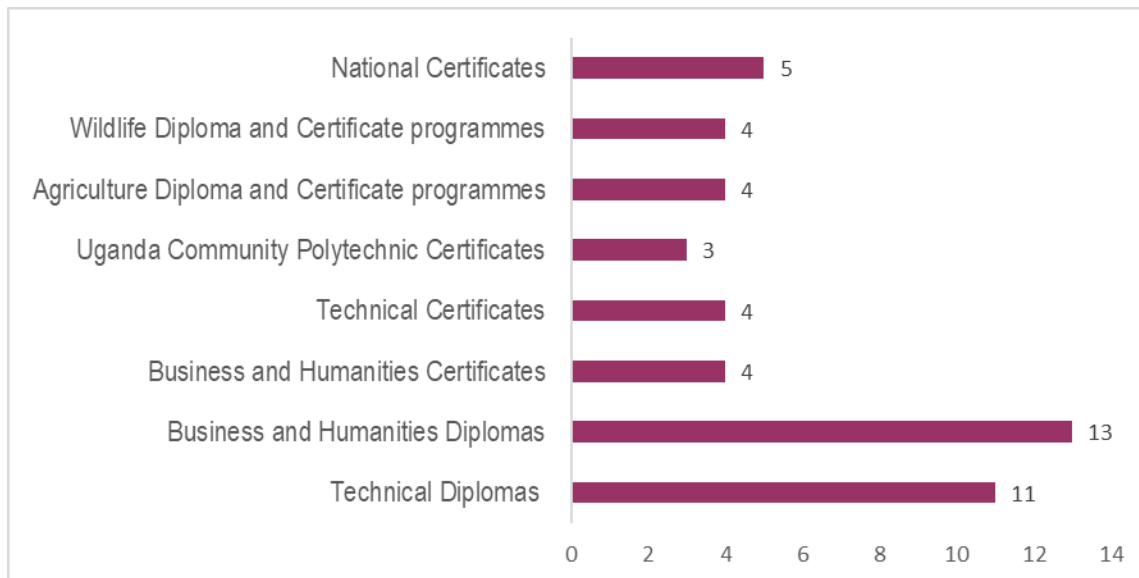 National Certificates 5
Wildlife Diploma and Certificate programmes 4
Agriculture Diploma and Certificate programmes 4
Uganda Community Polytechnic Certificates 3
Technical Certificates 4
Business and Humanities Certificates 4
Business and Humanities Diplomas 13
Technical Diplomas 11
0 2 4 6 8 10 12 14